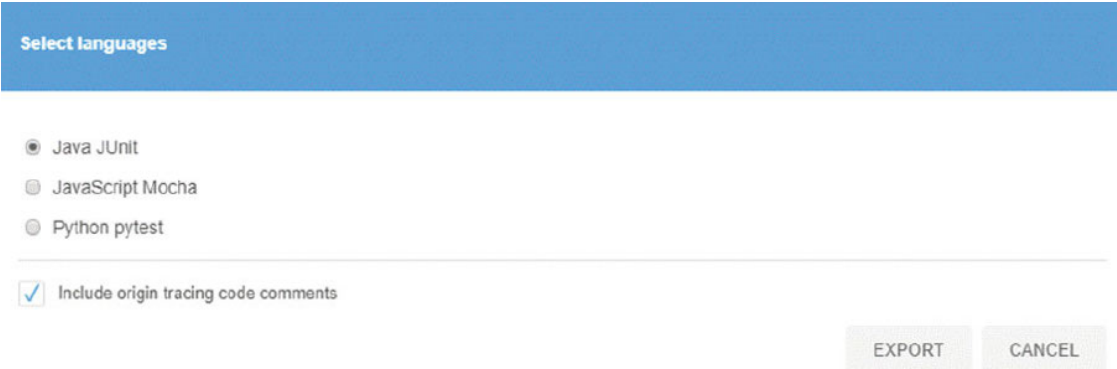 Select languages
Java JUnit
JavaScript Mocha
Python pytest
Include origin tracing code comments
EXPORT CANCEL